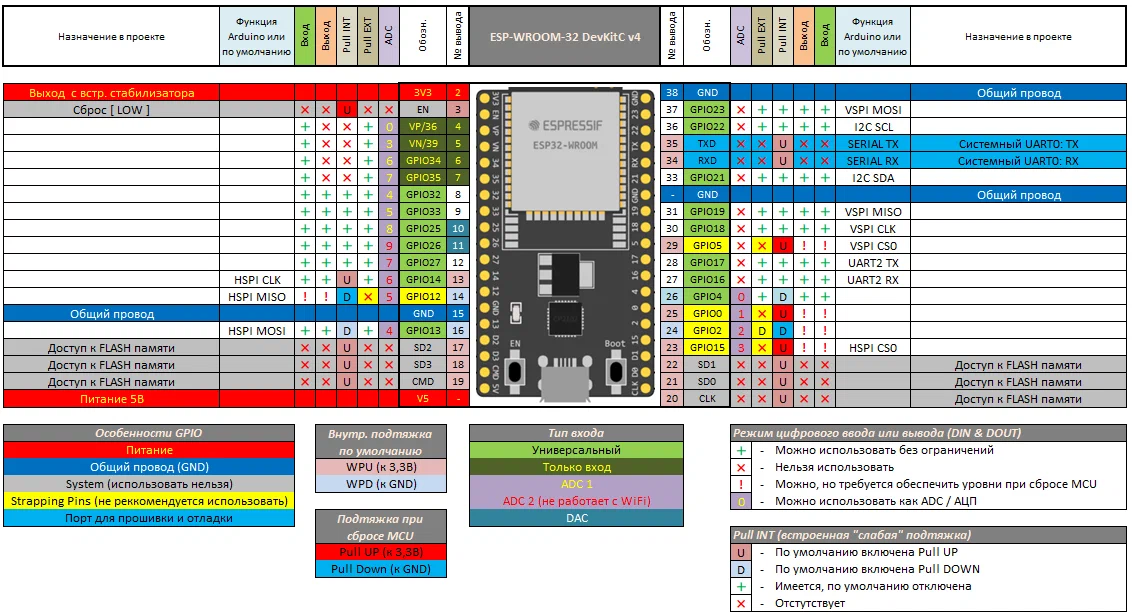 Назначение в проекте Функция Arduino или по умолчанию Вход Выход Pull INT Pull EXT ADC Обозн. № вывода ESP-WROOM-32 DevKitC v4 № вывода Обозн. ADC Pull EXT Pull INT Выход Вход Функция Arduino или по умолчанию Назначение в проекте
Выход с встр. стабилизатора 3V3 2 3V3 GND 38 GND Общий провод
Сброс [ LOW ] × × U × × EN 3 EN 23 37 GPIO23 × + + + + VSPI MOSI
+ × × + 0 VP/36 4 VP 22 36 GPIO22 × + + + + I2C SCL
+ × × + 3 VN/39 5 VN TX 35 TXD × × U × × SERIAL TX Системный UART0: TX
+ × × + 6 GPIO34 6 34 RX 34 RXD × × U × × SERIAL RX Системный UART0: RX
+ × × + 7 GPIO35 7 35 21 33 GPIO21 × + + + + I2C SDA
+ + + + 4 GPIO32 8 32 GND - GND Общий провод
+ + + + 5 GPIO33 9 33 19 31 GPIO19 × + + + + VSPI MISO
+ + + + 8 GPIO25 10 25 18 30 GPIO18 × + + + + VSPI CLK
+ + + + 9 GPIO26 11 26 5 29 GPIO5 × × U ! ! VSPI CS0
+ + + + 7 GPIO27 12 27 17 28 GPIO17 × + + + + UART2 TX
HSPI CLK + + U + 6 GPIO14 13 14 16 27 GPIO16 × + + + + UART2 RX
HSPI MISO ! ! D × 5 GPIO12 14 12 4 26 GPIO4 0 + D + +
Общий провод GND 15 GND 0 25 GPIO0 1 × U ! !
HSPI MOSI + + D + 4 GPIO13 16 13 2 24 GPIO2 2 D D ! !
Доступ к FLASH памяти × × U × × SD2 17 D2 15 23 GPIO15 3 × U ! ! HSPI CS0
Доступ к FLASH памяти × × U × × SD3 18 D3 D1 22 SD1 × × U × × Доступ к FLASH памяти
Доступ к FLASH памяти × × U × × CMD 19 CMD D0 21 SD0 × × U × × Доступ к FLASH памяти
Питание 5В V5 - 5V CLK 20 CLK × × U × × Доступ к FLASH памяти
ESPRESSIF
ESP32-WROOM
EN Boot
Особенности GPIO
Питание
Общий провод (GND)
System (использовать нельзя)
Strapping Pins (не реккомендуется использовать)
Порт для прошивки и отладки
Внутр. подтяжка
по умолчанию
WPU (к 3,3В)
WPD (к GND)
Подтяжка при
сбросе MCU
Pull UP (к 3,3В)
Pull Down (к GND)
Тип входа
Универсальный
Только вход
ADC 1
ADC 2 (не работает с WiFi)
DAC
Режим цифрового ввода или вывода (DIN & DOUT)
+ - Можно использовать без ограничений
× - Нельзя использовать
! - Можно, но требуется обеспечить уровни при сбросе MCU
0 - Можно использовать как ADC / АЦП
Pull INT (встроенная "слабая" подтяжка)
U - По умолчанию включена Pull UP
D - По умолчанию включена Pull DOWN
+ - Имеется, по умолчанию отключена
× - Отстутствует